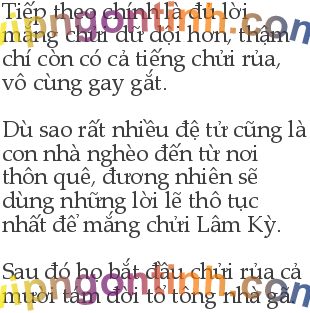 Tiếp theo chính là đủ lời
mắng chửi dữ dội hơn, thậm
chí còn có cả tiếng chửi rủa,
vô cùng gay gắt.
Dù sao rất nhiều đệ tử cũng là
con nhà nghèo đến từ nơi
thôn quê, đương nhiên sẽ
dùng những lời lẽ thô tục
nhất để mắng chửi Lâm Kỳ.
Sau đó họ bắt đầu chửi rủa cả
mười tám đời tổ tông nhà gã
vipngontinh.com
vipngontinh.com